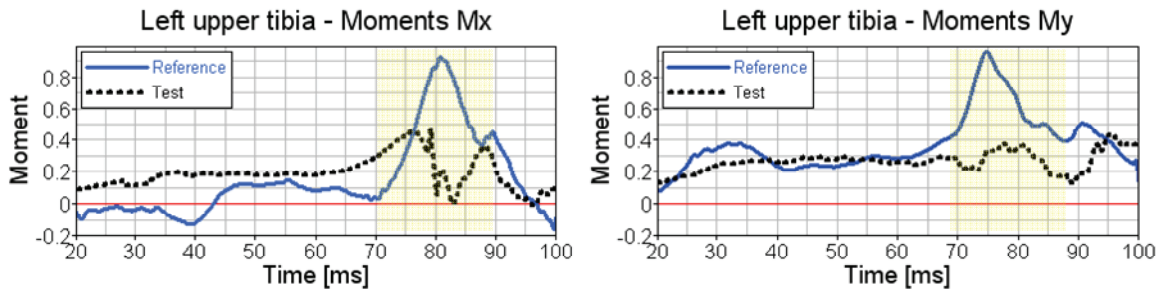 Left upper tibia - Moments Mx
Reference
Test
0.8
0.6
0.4
0.2
0
-0.2
Moment
20 30 40 50 60 70 80 90 100
Time [ms]
Left upper tibia - Moments My
Reference
Test
0.8
0.6
0.4
0.2
0
-0.2
Moment
20 30 40 50 60 70 80 90 100
Time [ms]